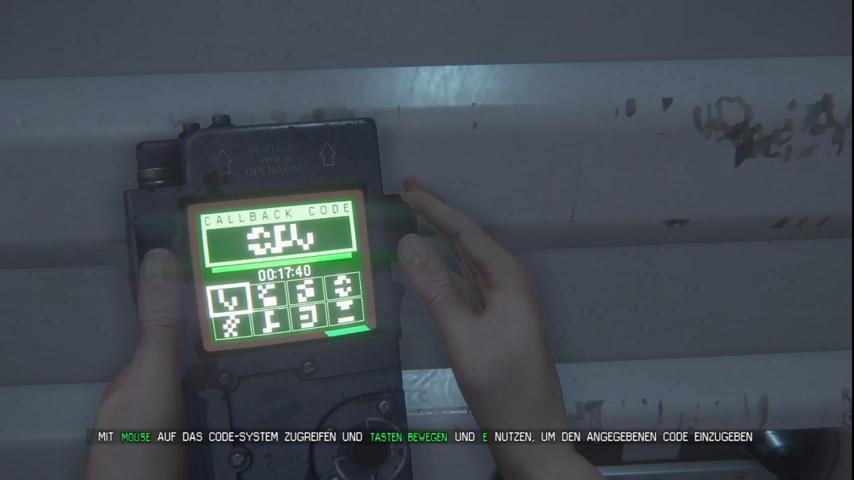 VERTICAL
WHEN
OPERATING
CALLBACK CODE
00:17:40
MIT MOUSE AUF DAS CODE-SYSTEM ZUGREIFEN UND TASTEN BEWEGEN UND E NUTZEN, UM DEN ANGEGEBENEN CODE EINZUGEBEN